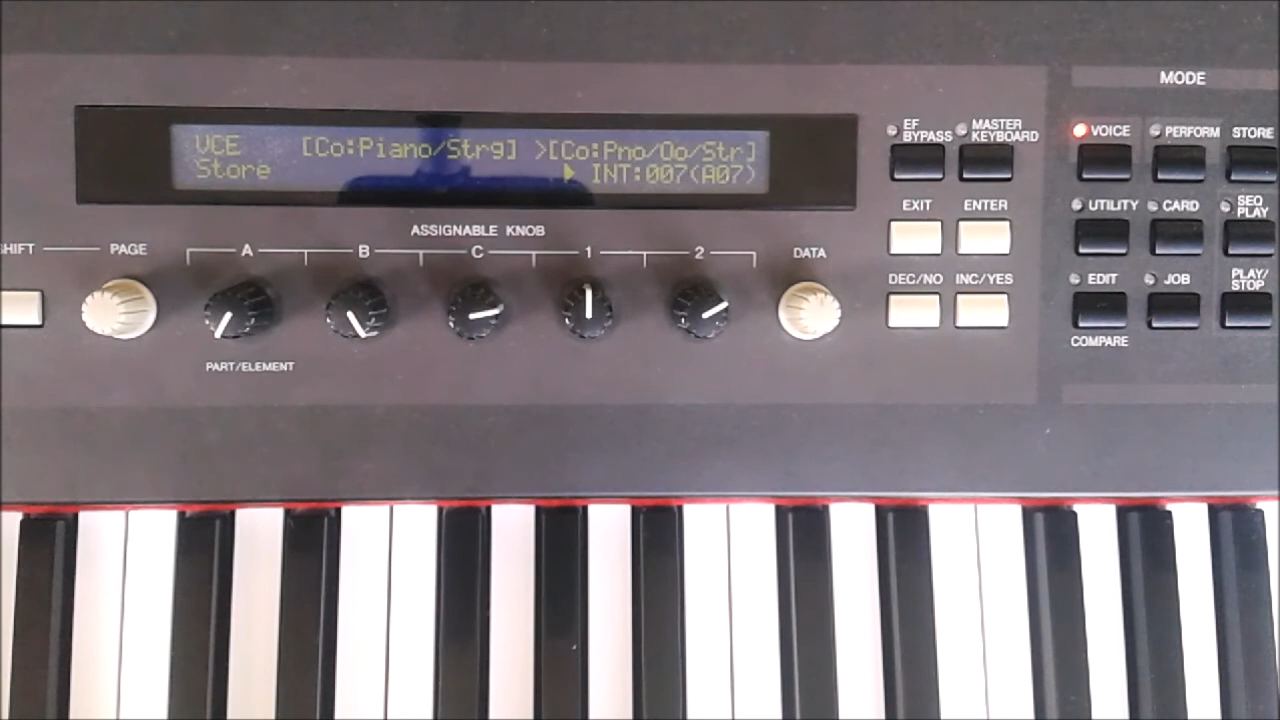 MODE
VCE [Co:Piano/Strg] >[Co:Pno/Oo/Str]
Store ▶ INT:007(A07)
EF BYPASS
MASTER KEYBOARD
VOICE
PERFORM
STORE
EXIT
ENTER
UTILITY
CARD
SEQ PLAY
ASSIGNABLE KNOB
PAGE
A
B
C
1
2
DATA
DEC/NO
INC/YES
EDIT
JOB
PLAY/
STOP
COMPARE
PART/ELEMENT